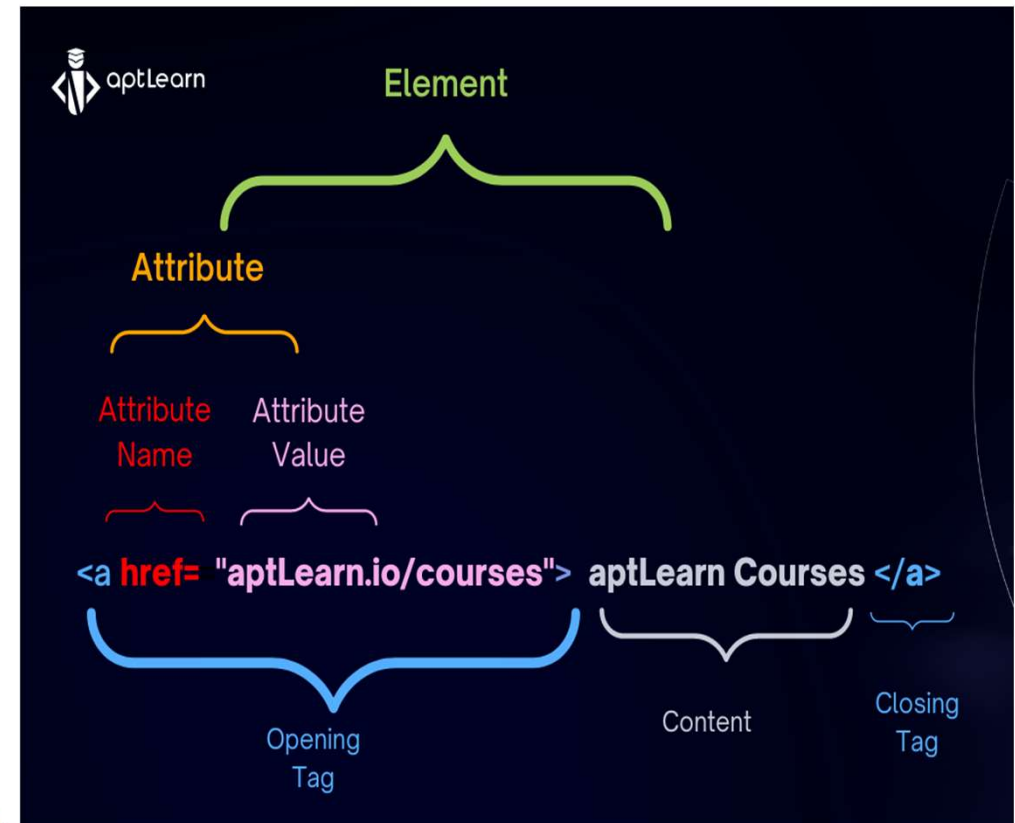 aptLearn
Element
Attribute
Attribute
Name
Attribute
Value
<a href= "aptLearn.io/courses"> aptLearn Courses </a>
Opening
Tag
Content
Closing
Tag